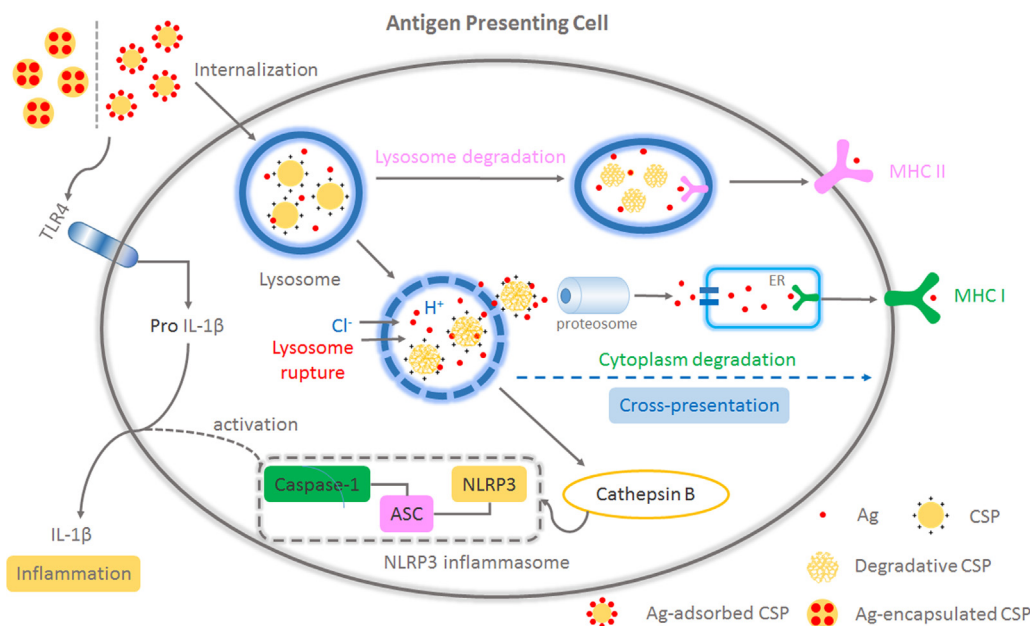 Antigen Presenting Cell
Internalization
Lysosome degradation
MHC II
TLR4
Lysosome
ER
H⁺
proteosome
MHC I
Pro IL-1β
Cl⁻
Lysosome
rupture
Cytoplasm degradation
Cross-presentation
activation
Caspase-1
NLRP3
ASC
Cathepsin B
Ag
CSP
IL-1β
NLRP3 inflammasome
Degradative CSP
Inflammation
Ag-adsorbed CSP
Ag-encapsulated CSP